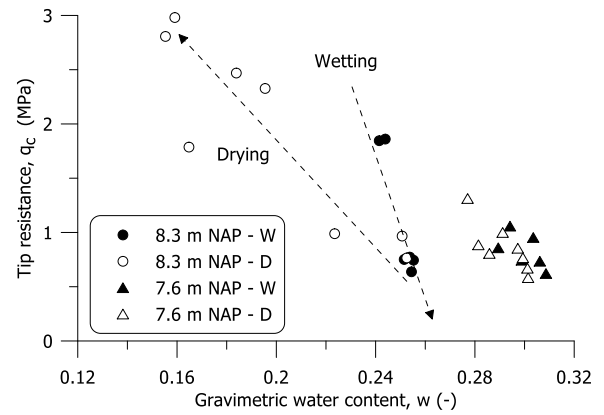 3
2
1
0
Tip resistance, qc (MPa)
Wetting
Drying
8.3 m NAP - W
8.3 m NAP - D
7.6 m NAP - W
7.6 m NAP - D
0.12 0.16 0.2 0.24 0.28 0.32
Gravimetric water content, w (-)